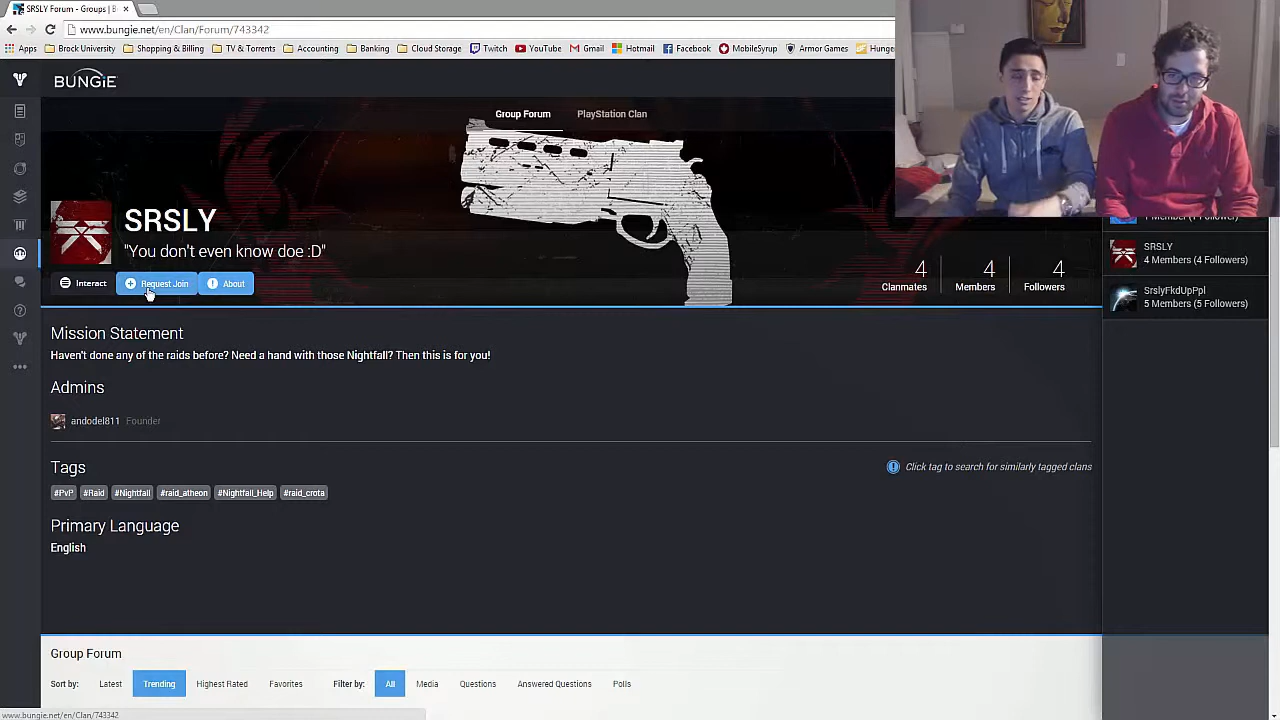 SRSLY Forum - Groups | B
www.bungie.net/en/Clan/Forum/743342
Apps Brock University Shopping & Billing TV & Torrents Accounting Banking Cloud Storage Twitch YouTube Gmail Hotmail Facebook MobileSyrup Armor Games Hunge
BUNGIE
Group Forum PlayStation Clan
SRSLY
"You don't even know doe :D"
Interact Request Join About
4 4 4
Clanmates Members Followers
SRSLY
4 Members (4 Followers)
SrslyFkdUpPpl
5 Members (5 Followers)
Mission Statement
Haven't done any of the raids before? Need a hand with those Nightfall? Then this is for you!
Admins
andodel811 Founder
Tags
Click tag to search for similarly tagged clans
#PvP #Raid #Nightfall #raid_atheon #Nightfall_Help #raid_crota
Primary Language
English
Group Forum
Sort by: Latest Trending Highest Rated Favorites Filter by: All Media Questions Answered Questions Polls
www.bungie.net/en/Clan/743342